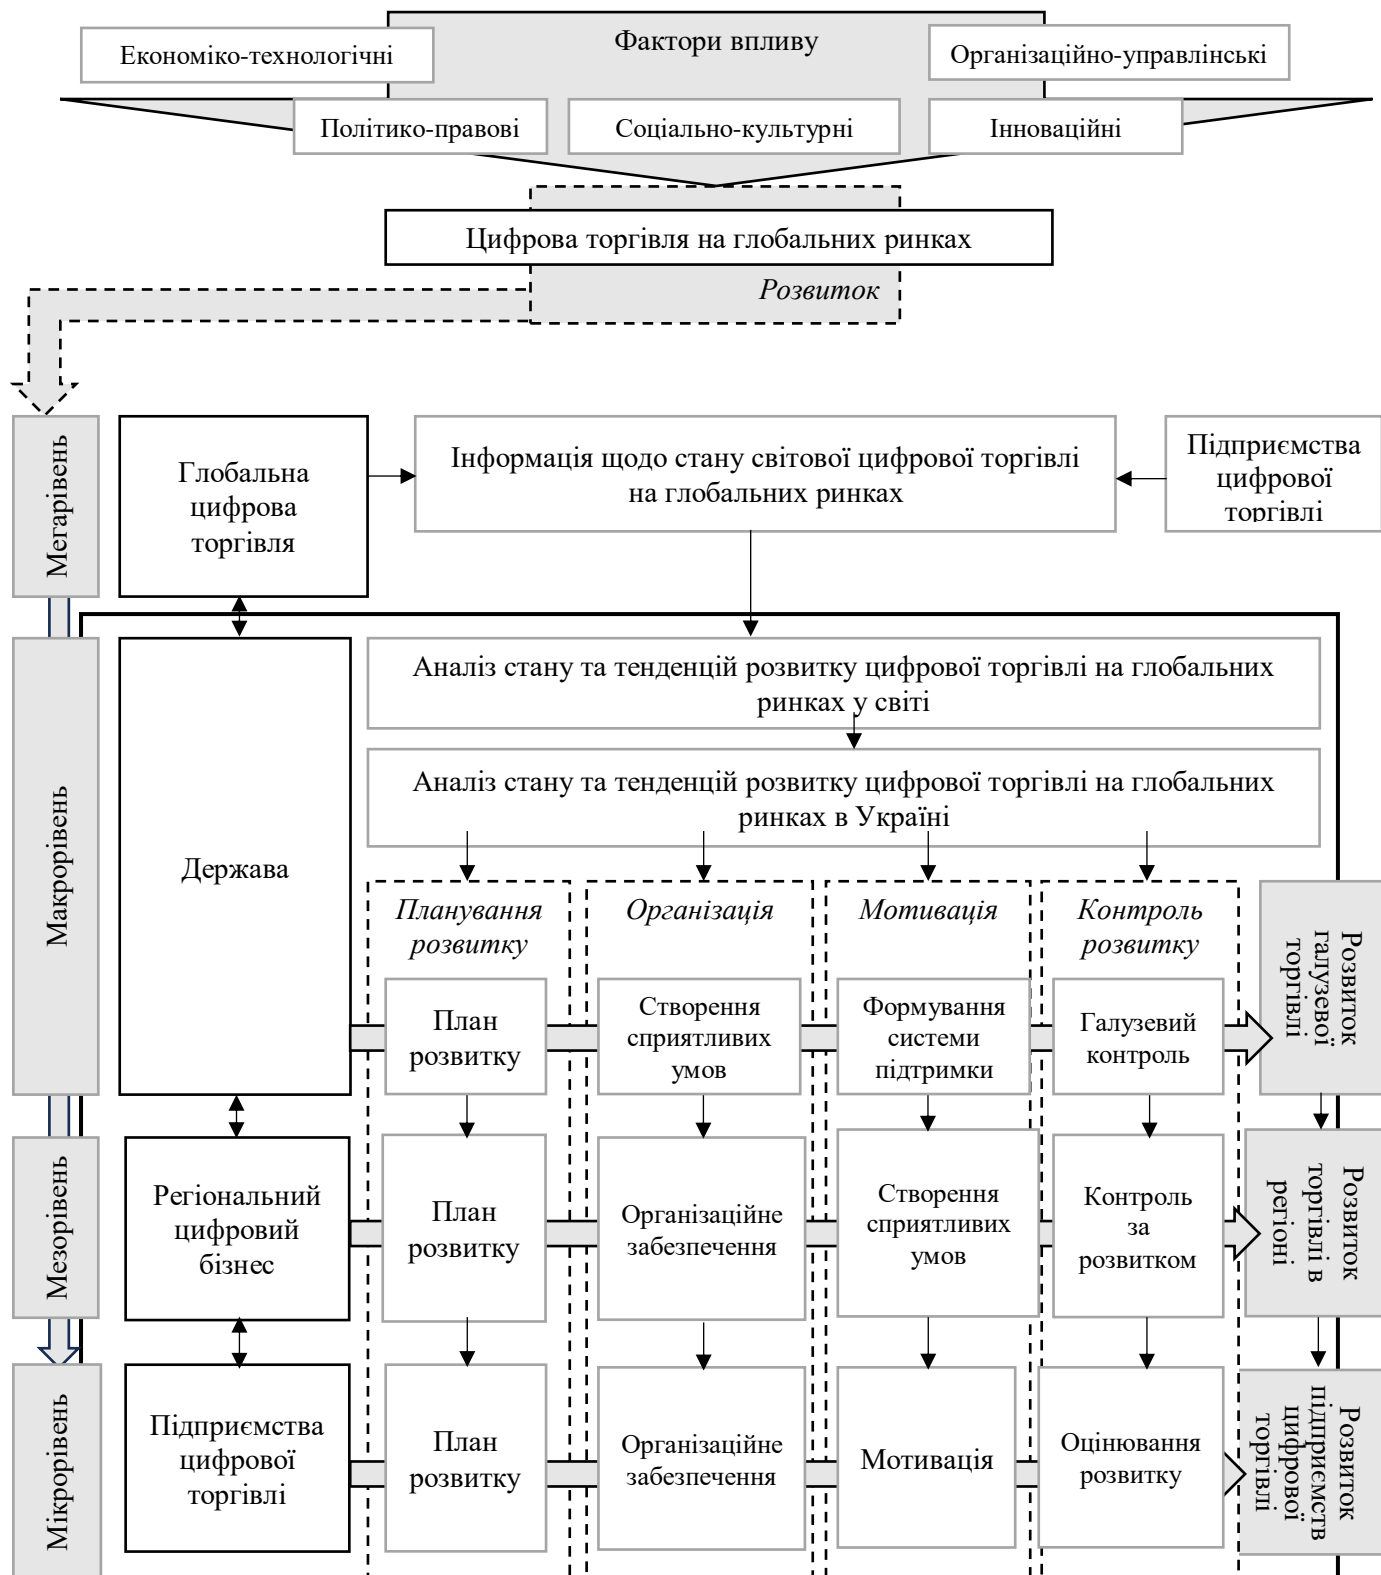 Фактори впливу
Економіко-технологічні
Організаційно-управлінські
Політико-правові
Соціально-культурні
Інноваційні
Цифрова торгівля на глобальних ринках
Розвиток
Мегарівень
Глобальна
цифрова
торгівля
Інформація щодо стану світової цифрової торгівлі
на глобальних ринках
Підприємства
цифрової
торгівлі
Макрорівень
Держава
Аналіз стану та тенденцій розвитку цифрової торгівлі на глобальних
ринках у світі
Аналіз стану та тенденцій розвитку цифрової торгівлі на глобальних
ринках в Україні
Планування
розвитку
Організація
Мотивація
Контроль
розвитку
План
розвитку
Створення
сприятливих
умов
Формування
системи
підтримки
Галузевий
контроль
Розвиток
галузевої
торгівлі
Мезорівень
Регіональний
цифровий
бізнес
План
розвитку
Організаційне
забезпечення
Створення
сприятливих
умов
Контроль
за
розвитком
Розвиток
торгівлі в
регіоні
Мікрорівень
Підприємства
цифрової
торгівлі
План
розвитку
Організаційне
забезпечення
Мотивація
Оцінювання
розвитку
Розвиток
підприємств
цифрової
торгівлі